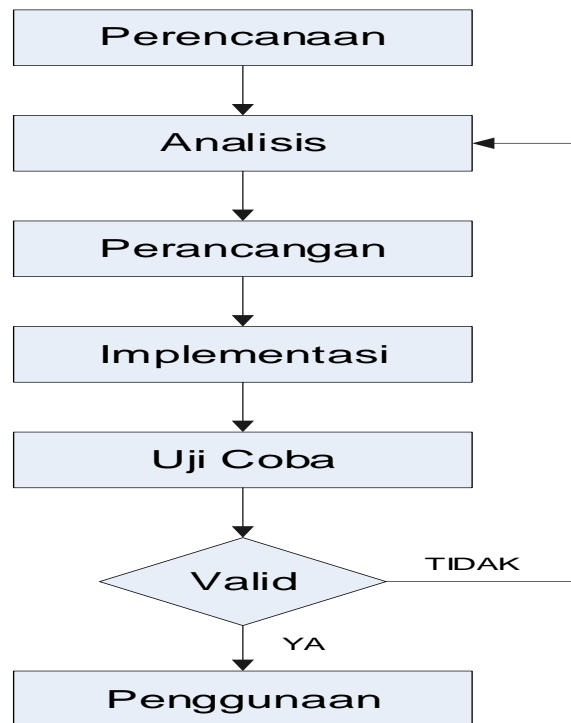 Perencanaan
Analisis
Perancangan
Implementasi
Uji Coba
Valid
TIDAK
YA
Penggunaan